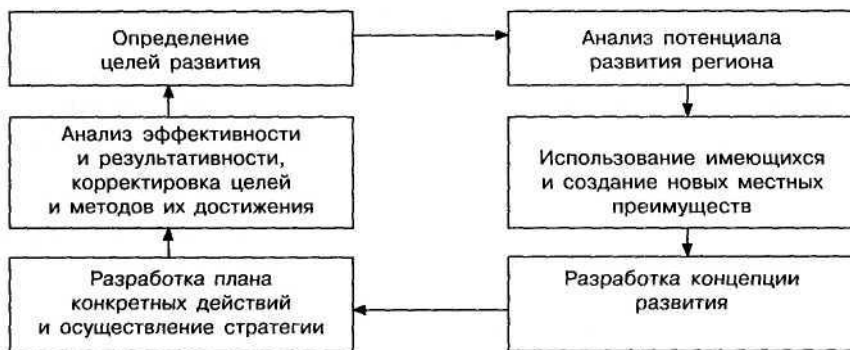 Определение
целей развития
Анализ потенциала
развития региона
Использование имеющихся
и создание новых местных
преимуществ
Разработка концепции
развития
Разработка плана
конкретных действий
и осуществление стратегии
Анализ эффективности
и результативности,
корректировка целей
и методов их достижения